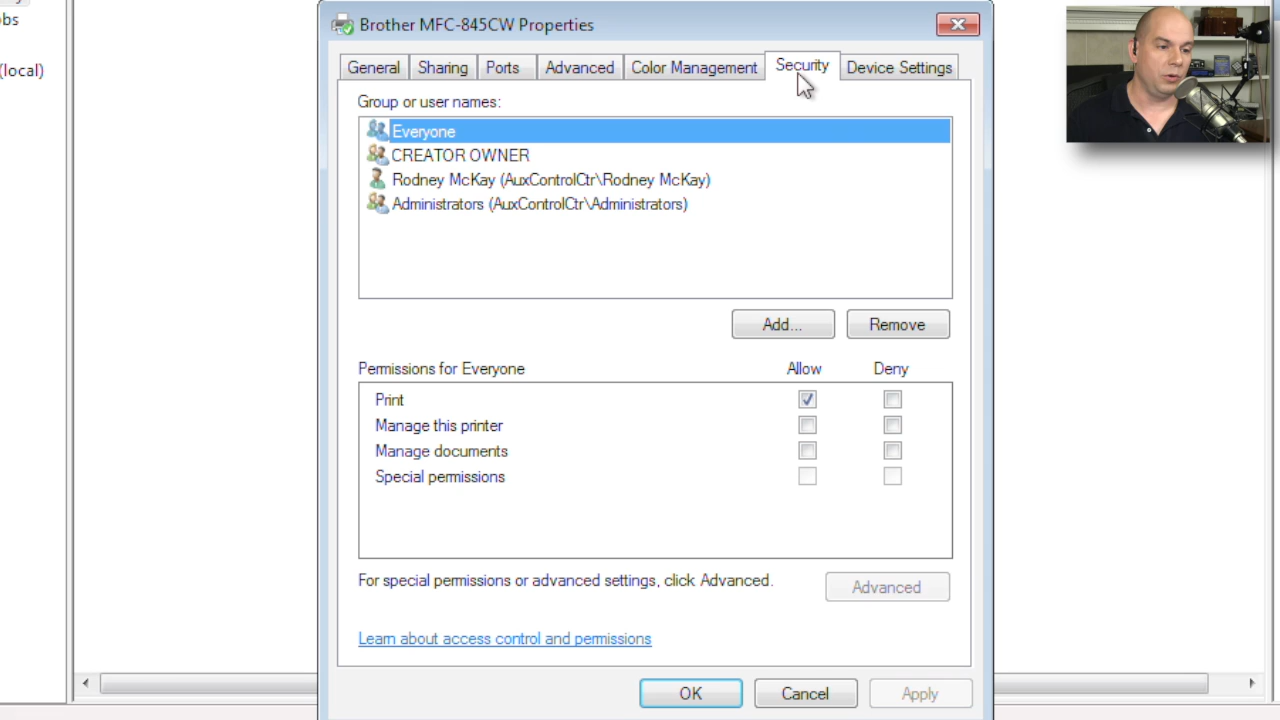 bs
(local)
Brother MFC-845CW Properties
General Sharing Ports Advanced Color Management Security Device Settings
Group or user names:
Everyone
CREATOR OWNER
Rodney McKay (AuxControlCtr\Rodney McKay)
Administrators (AuxControlCtr\Administrators)
Add... Remove
Permissions for Everyone Allow Deny
Print
Manage this printer
Manage documents
Special permissions
For special permissions or advanced settings, click Advanced.
Advanced
Learn about access control and permissions
OK Cancel Apply